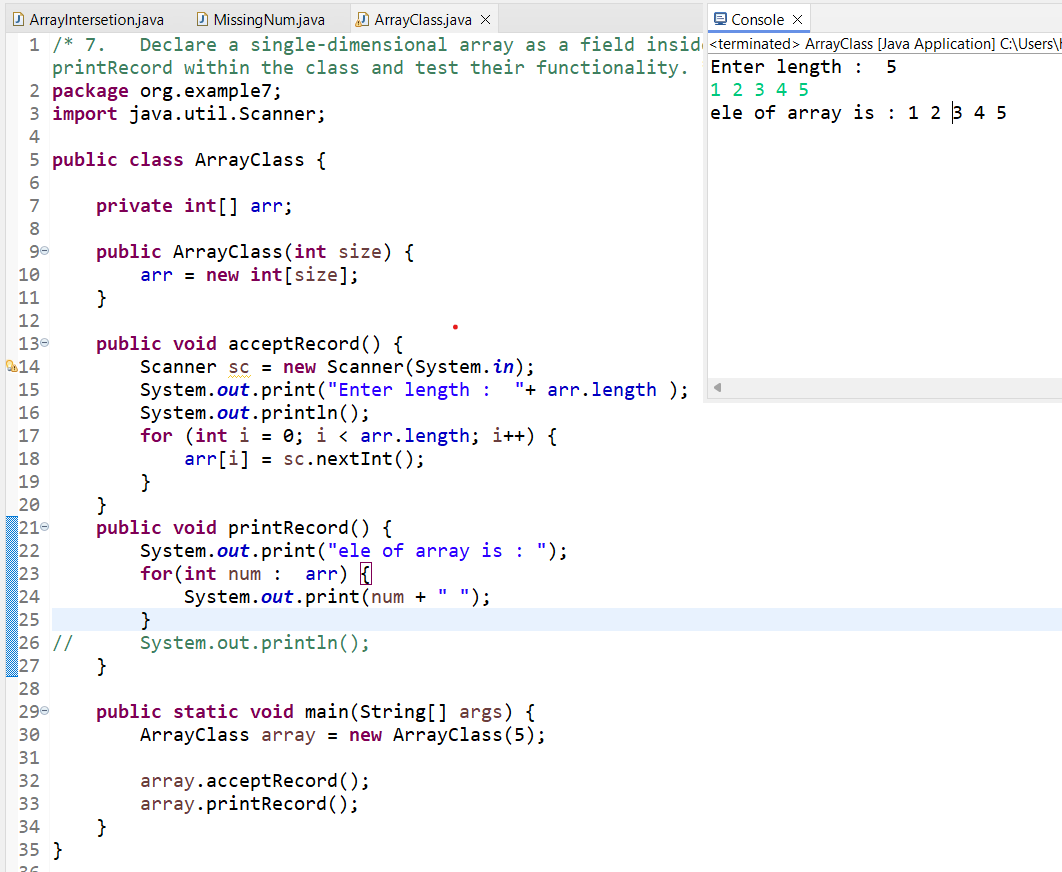 ArrayIntersetion.java MissingNum.java ArrayClass.java
1 /* 7. Declare a single-dimensional array as a field insid
printRecord within the class and test their functionality.
2 package org.example7;
3 import java.util.Scanner;
4
5 public class ArrayClass {
6
7 private int[] arr;
8
9 public ArrayClass(int size) {
10 arr = new int[size];
11 }
12
13 public void acceptRecord() {
14 Scanner sc = new Scanner(System.in);
15 System.out.print("Enter length :  "+ arr.length );
16 System.out.println();
17 for (int i = 0; i < arr.length; i++) {
18 arr[i] = sc.nextInt();
19 }
20 }
21 public void printRecord() {
22 System.out.print("ele of array is : ");
23 for(int num :  arr) {
24 System.out.print(num + " ");
25 }
26 // System.out.println();
27 }
28
29 public static void main(String[] args) {
30 ArrayClass array = new ArrayClass(5);
31
32 array.acceptRecord();
33 array.printRecord();
34 }
35 }
36
Console
<terminated> ArrayClass [Java Application] C:\Users\
Enter length :  5
1 2 3 4 5
ele of array is : 1 2 3 4 5